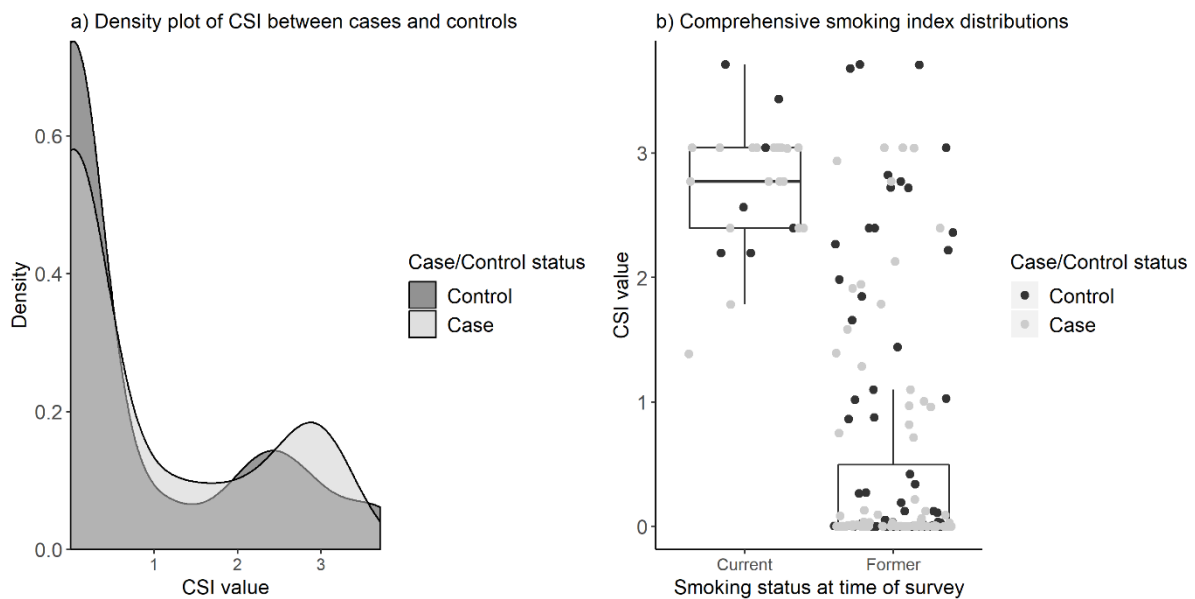 a) Density plot of CSI between cases and controls
Density
0.6
0.4
0.2
0.0
1 2 3
CSI value
Case/Control status
Control
Case
b) Comprehensive smoking index distributions
CSI value
3
2
1
0
Current Former
Smoking status at time of survey
Case/Control status
Control
Case